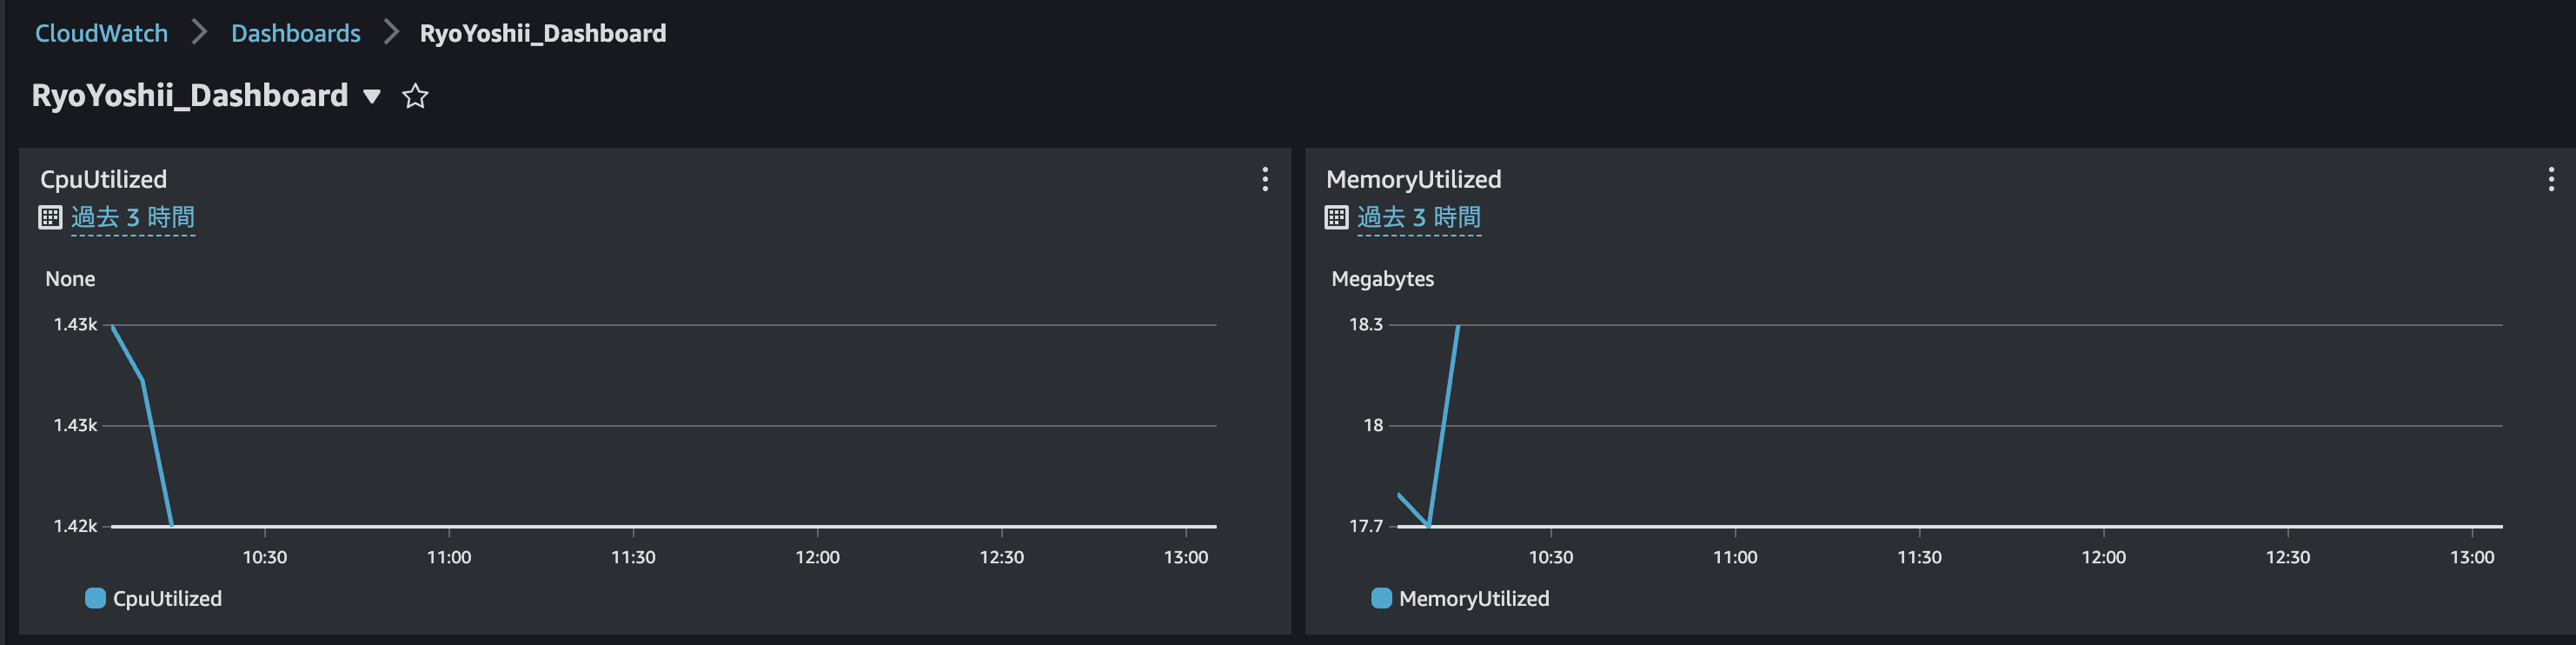 CloudWatch > Dashboards > RyoYoshii_Dashboard
RyoYoshii_Dashboard
CpuUtilized
過去 3 時間
None
1.43k
1.43k
1.42k
10:30 11:00 11:30 12:00 12:30 13:00
CpuUtilized
MemoryUtilized
過去 3 時間
Megabytes
18.3
18
17.7
10:30 11:00 11:30 12:00 12:30 13:00
MemoryUtilized